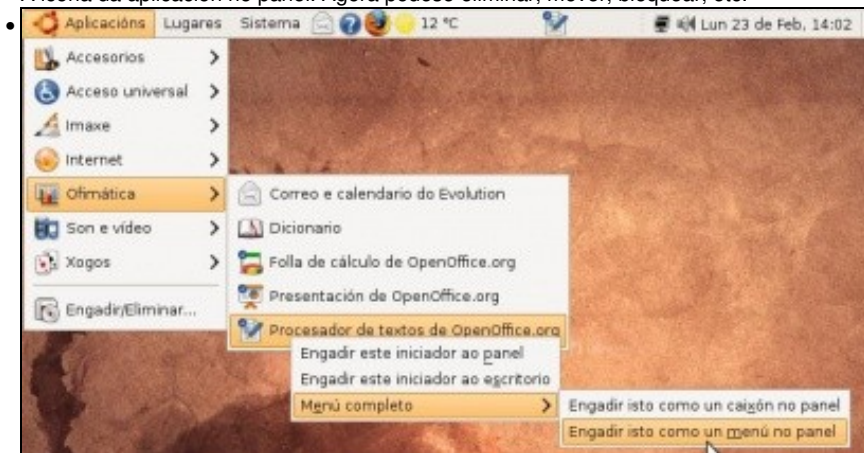 Aplicacións Lugares Sistema 12 °C Lun 23 de Feb, 14:02
Accesorios
Acceso universal
Imaxe
Internet
Ofimática
Son e vídeo
Xogos
Engadir/Eliminar...
Correo e calendario do Evolution
Dicionario
Folla de cálculo de OpenOffice.org
Presentación de OpenOffice.org
Procesador de textos de OpenOffice.org
Engadir este iniciador ao panel
Engadir este iniciador ao escritorio
Menú completo
Engadir isto como un caixón no panel
Engadir isto como un menú no panel